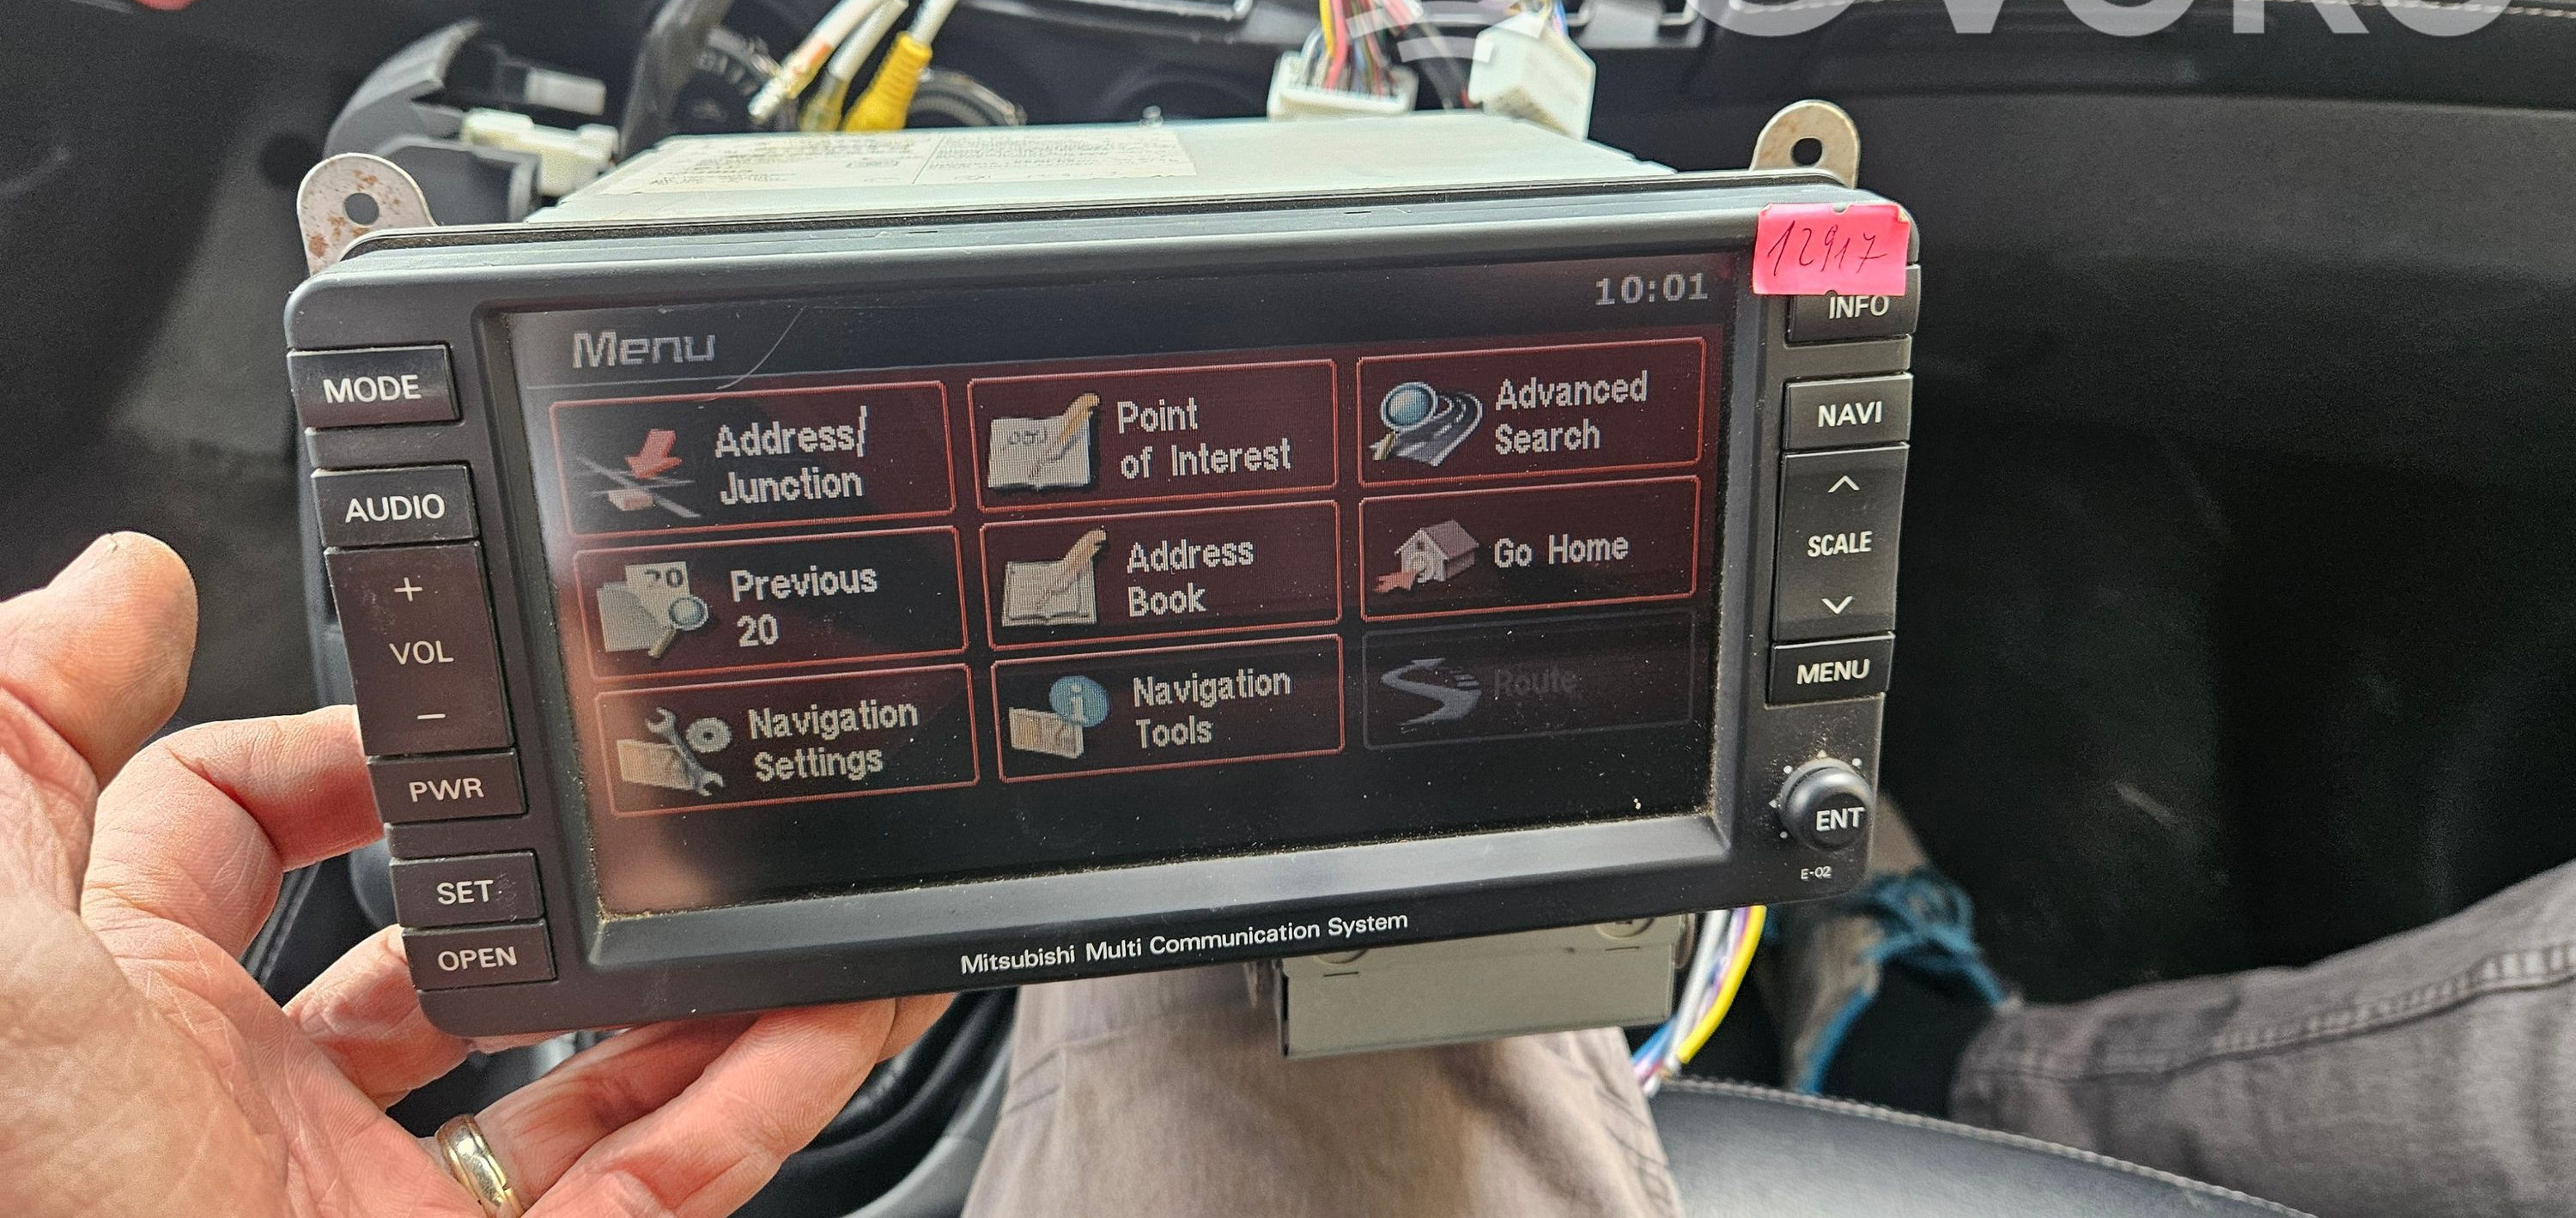 12917
INFO
10:01
Menu
MODE
NAVI
Address/
Junction
Point
of Interest
Advanced
Search
AUDIO
SCALE
Previous
20
Address
Book
Go Home
+
VOL
-
MENU
Navigation
Settings
Navigation
Tools
Route
PWR
ENT
E-02
SET
OPEN
Mitsubishi Multi Communication System